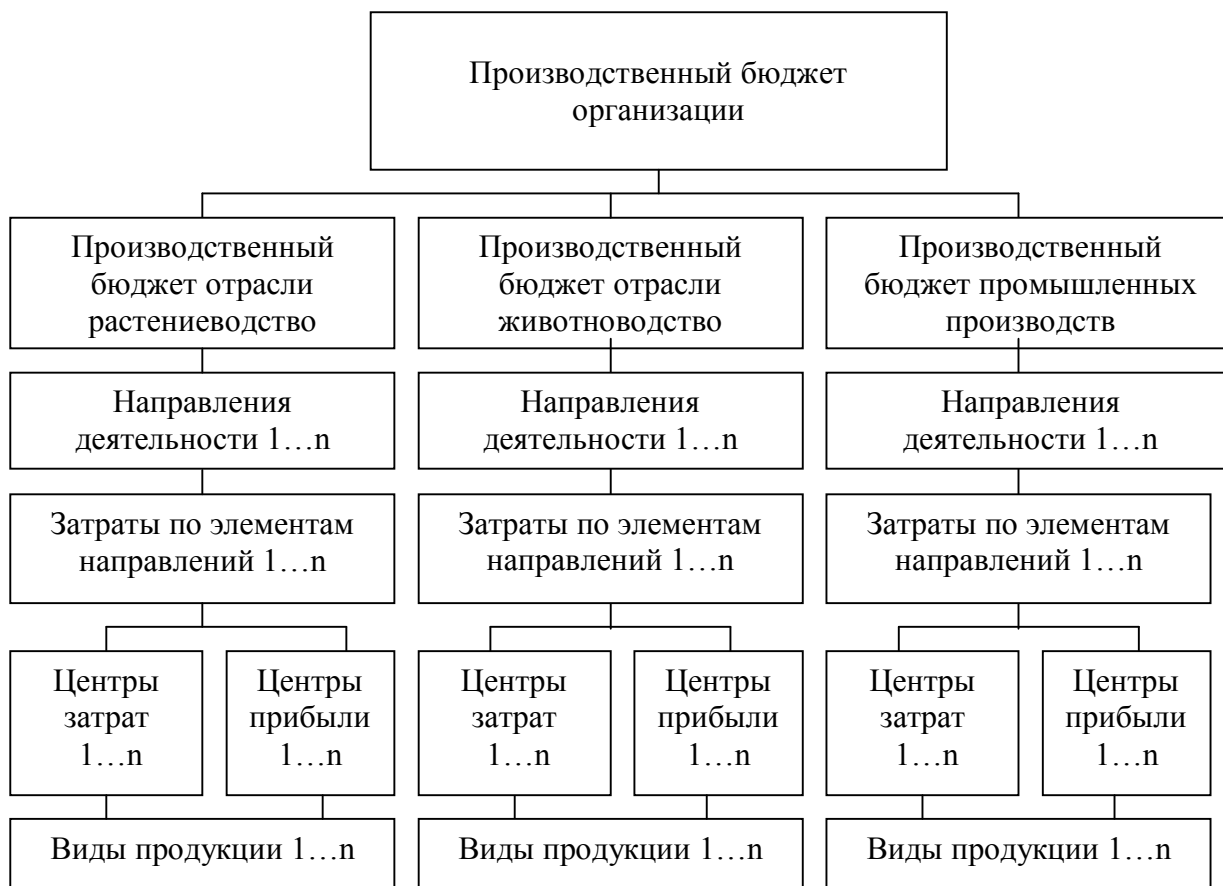 Производственный бюджет
организации
Производственный
бюджет отрасли
растениеводство
Производственный
бюджет отрасли
животноводство
Производственный
бюджет промышленных
производств
Направления
деятельности 1…n
Направления
деятельности 1…n
Направления
деятельности 1…n
Затраты по элементам
направлений 1…n
Затраты по элементам
направлений 1…n
Затраты по элементам
направлений 1…n
Центры
затрат
1…n
Центры
прибыли
1…n
Центры
затрат
1…n
Центры
прибыли
1…n
Центры
затрат
1…n
Центры
прибыли
1…n
Виды продукции 1…n
Виды продукции 1…n
Виды продукции 1…n